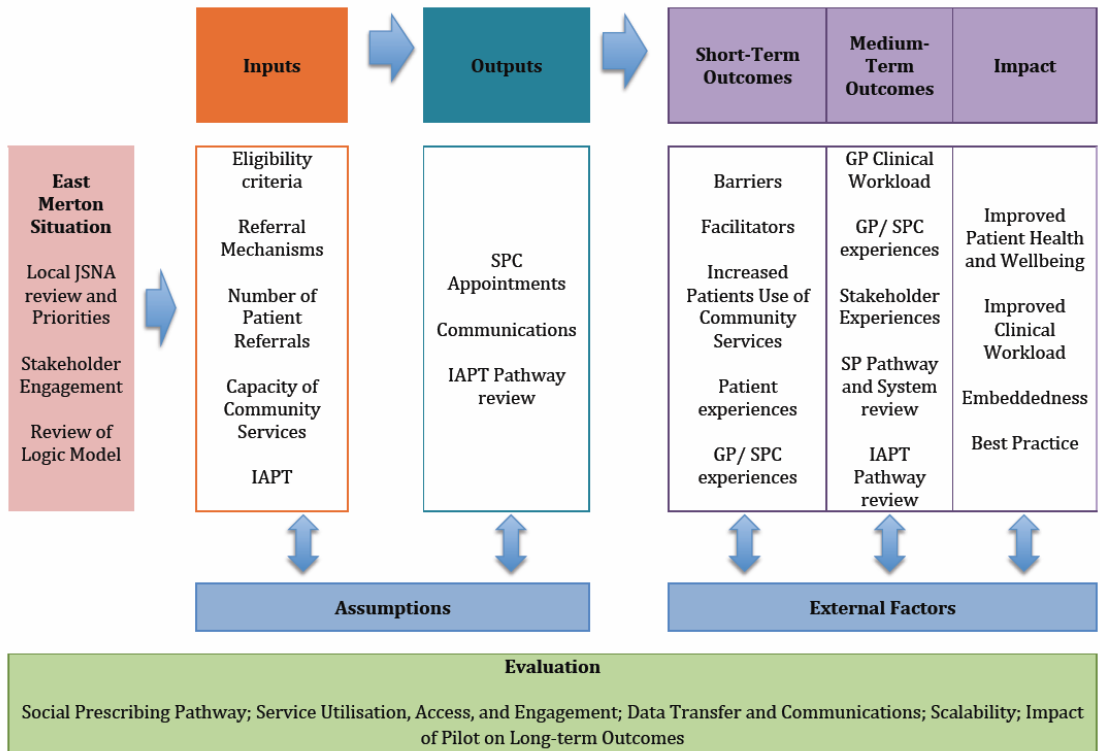 Inputs
Outputs
Short-Term
Outcomes
Medium-
Term
Outcomes
Impact
East
Merton
Situation
Local JSNA
review and
Priorities
Stakeholder
Engagement
Review of
Logic Model
Eligibility
criteria
Referral
Mechanisms
Number of
Patient
Referrals
Capacity of
Community
Services
IAPT
SPC
Appointments
Communications
IAPT Pathway
review
Barriers
Facilitators
Increased
Patients Use of
Community
Services
Patient
experiences
GP/ SPC
experiences
GP Clinical
Workload
GP/ SPC
experiences
Stakeholder
Experiences
SP Pathway
and System
review
IAPT
Pathway
review
Improved
Patient Health
and Wellbeing
Improved
Clinical
Workload
Embeddedness
Best Practice
Assumptions
External Factors
Evaluation
Social Prescribing Pathway; Service Utilisation, Access, and Engagement; Data Transfer and Communications; Scalability; Impact
of Pilot on Long-term Outcomes